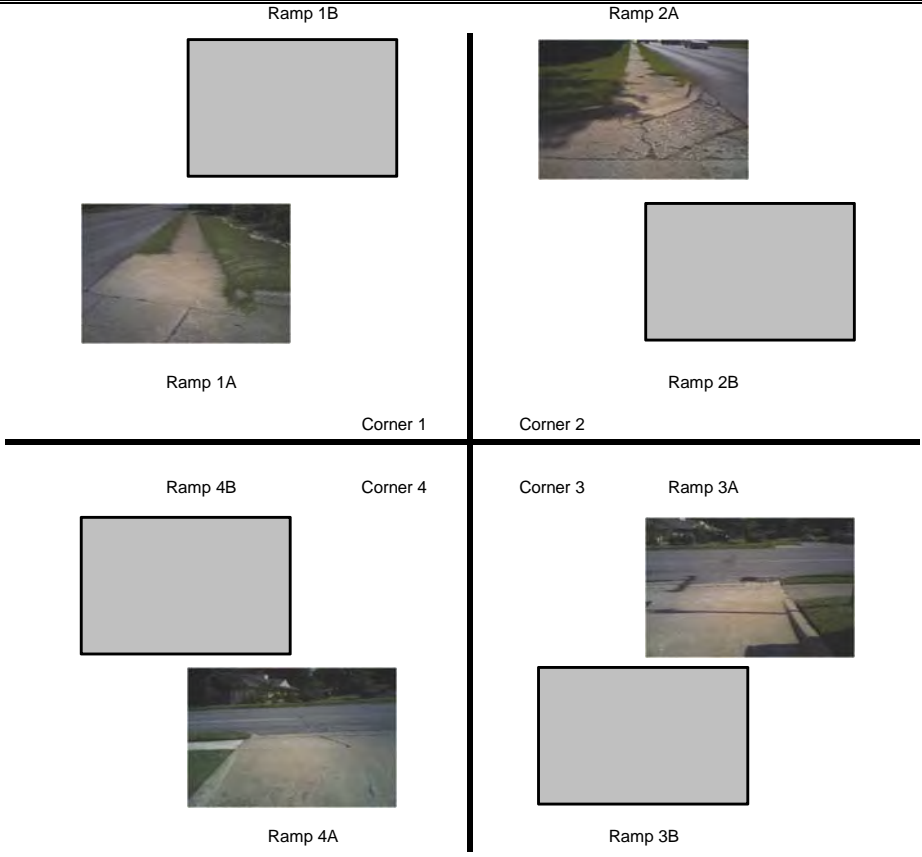 Ramp 1B Ramp 2A
Ramp 1A Ramp 2B
Corner 1 Corner 2
Ramp 4B Corner 4 Corner 3 Ramp 3A
Ramp 4A Ramp 3B